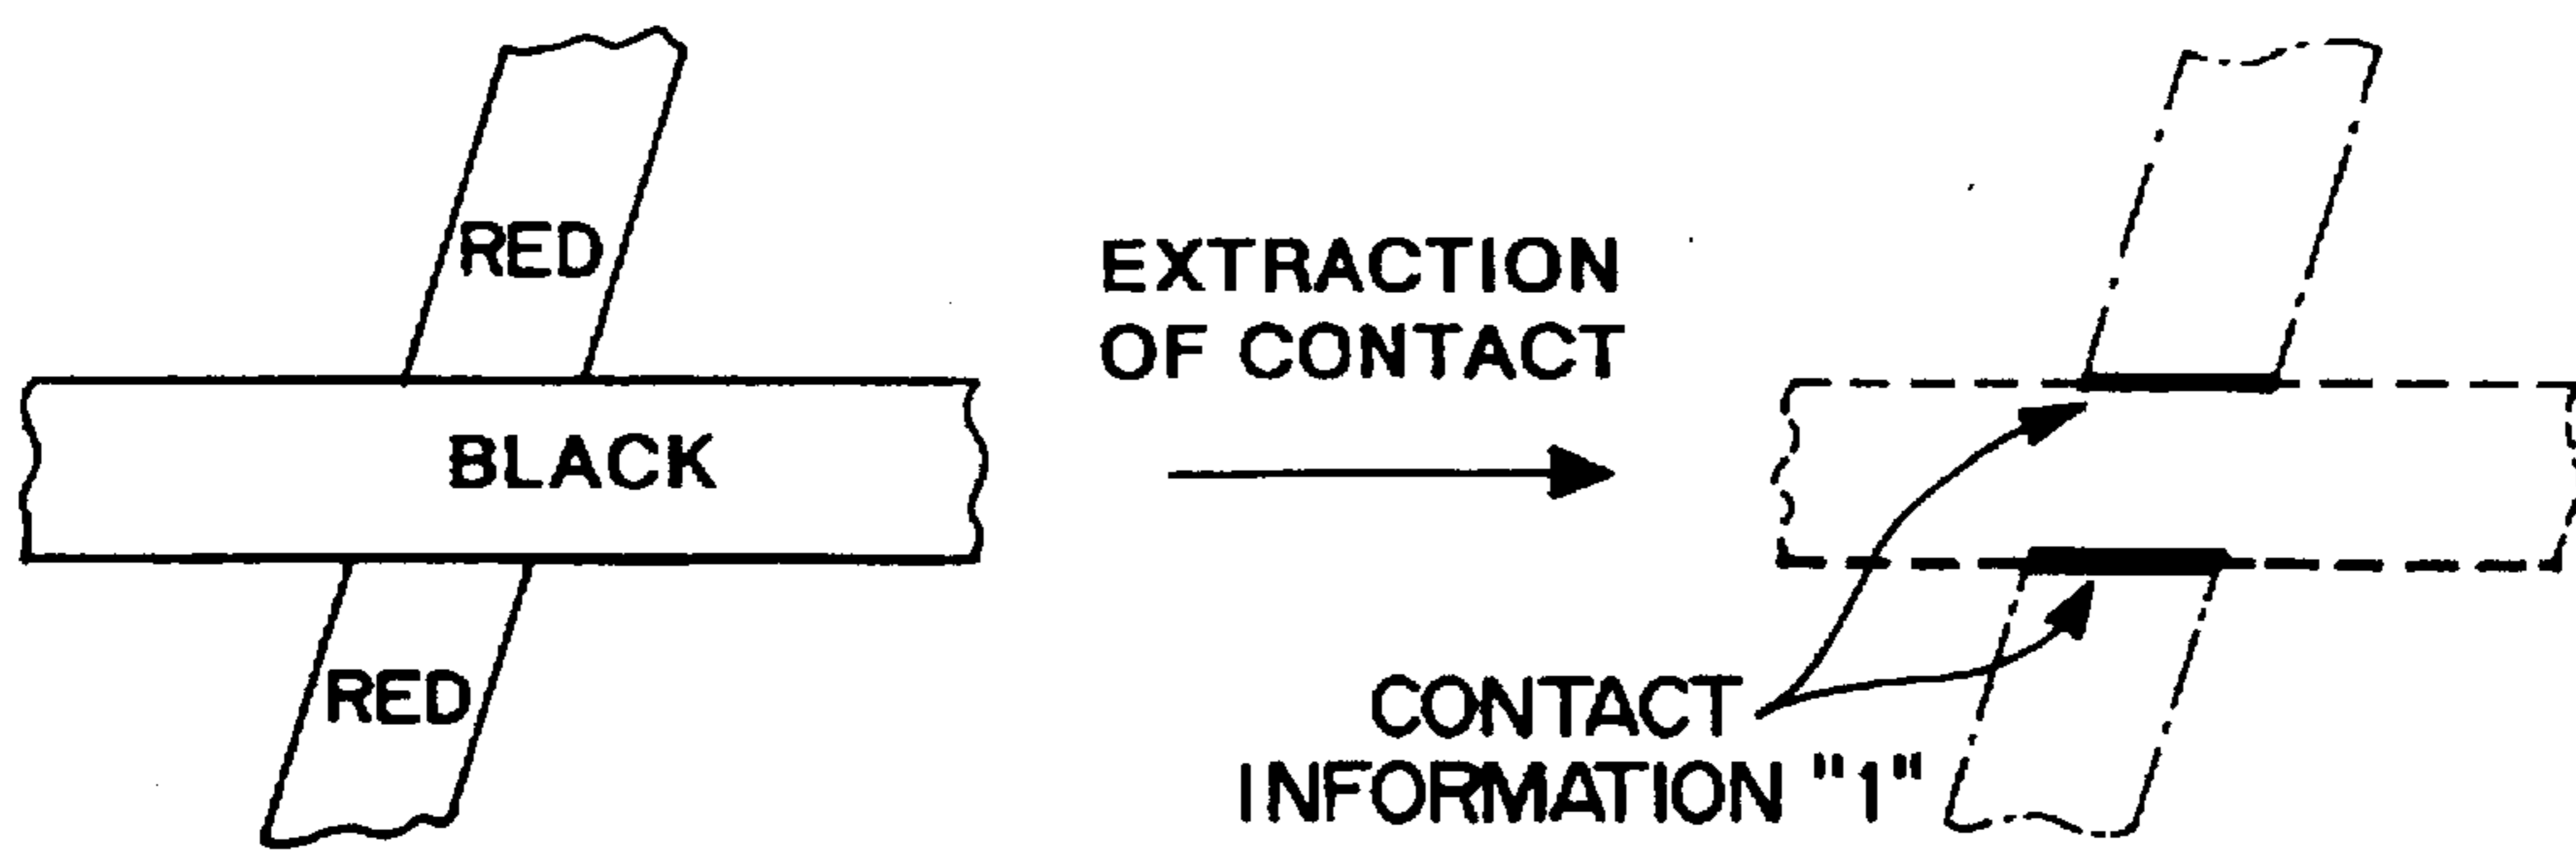 RED
BLACK
RED
EXTRACTION
OF CONTACT
CONTACT
INFORMATION "1"